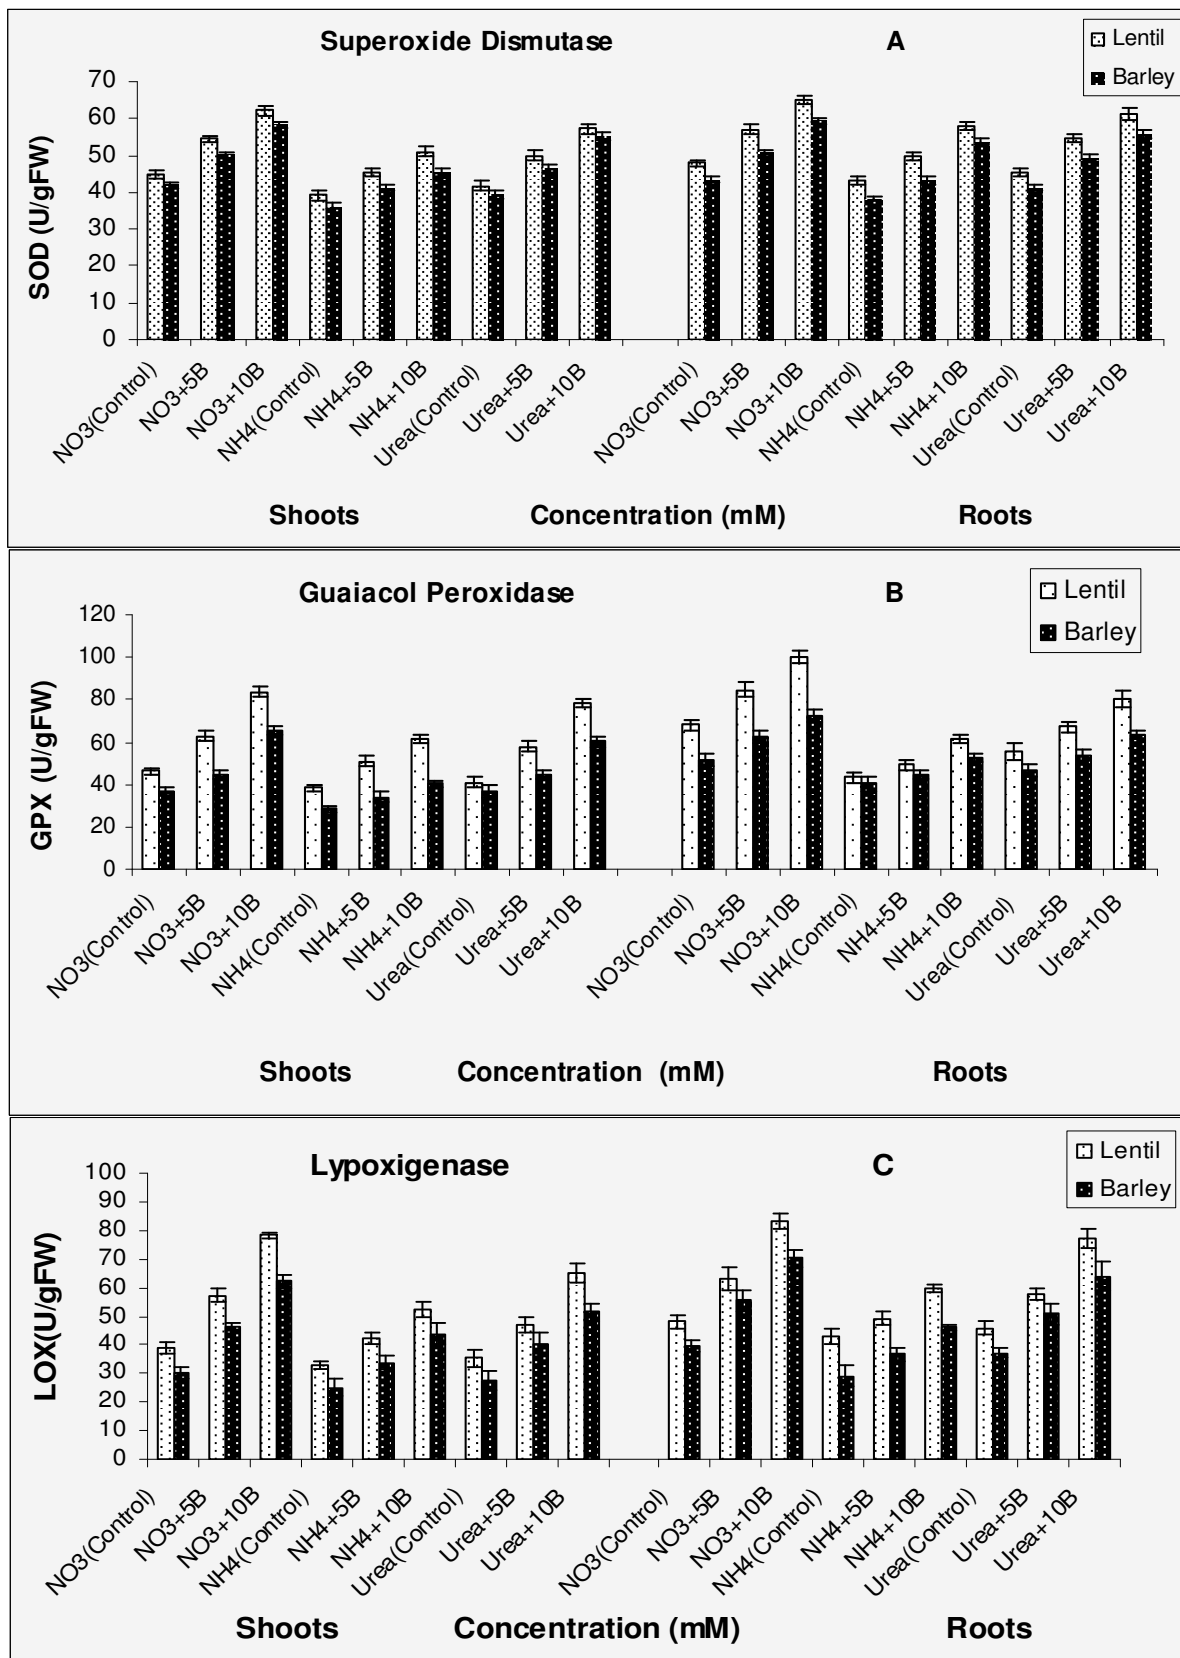 Superoxide Dismutase A
Lentil
Barley
SOD (U/gFW)
70
60
50
40
30
20
10
0
NO3(Control)
NO3+5B
NO3+10B
NH4(Control)
NH4+5B
NH4+10B
Urea(Control)
Urea+5B
Urea+10B
NO3(Control)
NO3+5B
NO3+10B
NH4(Control)
NH4+5B
NH4+10B
Urea(Control)
Urea+5B
Urea+10B
Shoots Concentration (mM) Roots
Guaiacol Peroxidase B
Lentil
Barley
GPX (U/gFW)
120
100
80
60
40
20
0
NO3(Control)
NO3+5B
NO3+10B
NH4(Control)
NH4+5B
NH4+10B
Urea(Control)
Urea+5B
Urea+10B
NO3(Control)
NO3+5B
NO3+10B
NH4(Control)
NH4+5B
NH4+10B
Urea(Control)
Urea+5B
Urea+10B
Shoots Concentration (mM) Roots
Lypoxigenase C
Lentil
Barley
LOX(U/gFW)
100
90
80
70
60
50
40
30
20
10
0
NO3(Control)
NO3+5B
NO3+10B
NH4(Control)
NH4+5B
NH4+10B
Urea(Control)
Urea+5B
Urea+10B
NO3(Control)
NO3+5B
NO3+10B
NH4(Control)
NH4+5B
NH4+10B
Urea(Control)
Urea+5B
Urea+10B
Shoots Concentration (mM) Roots